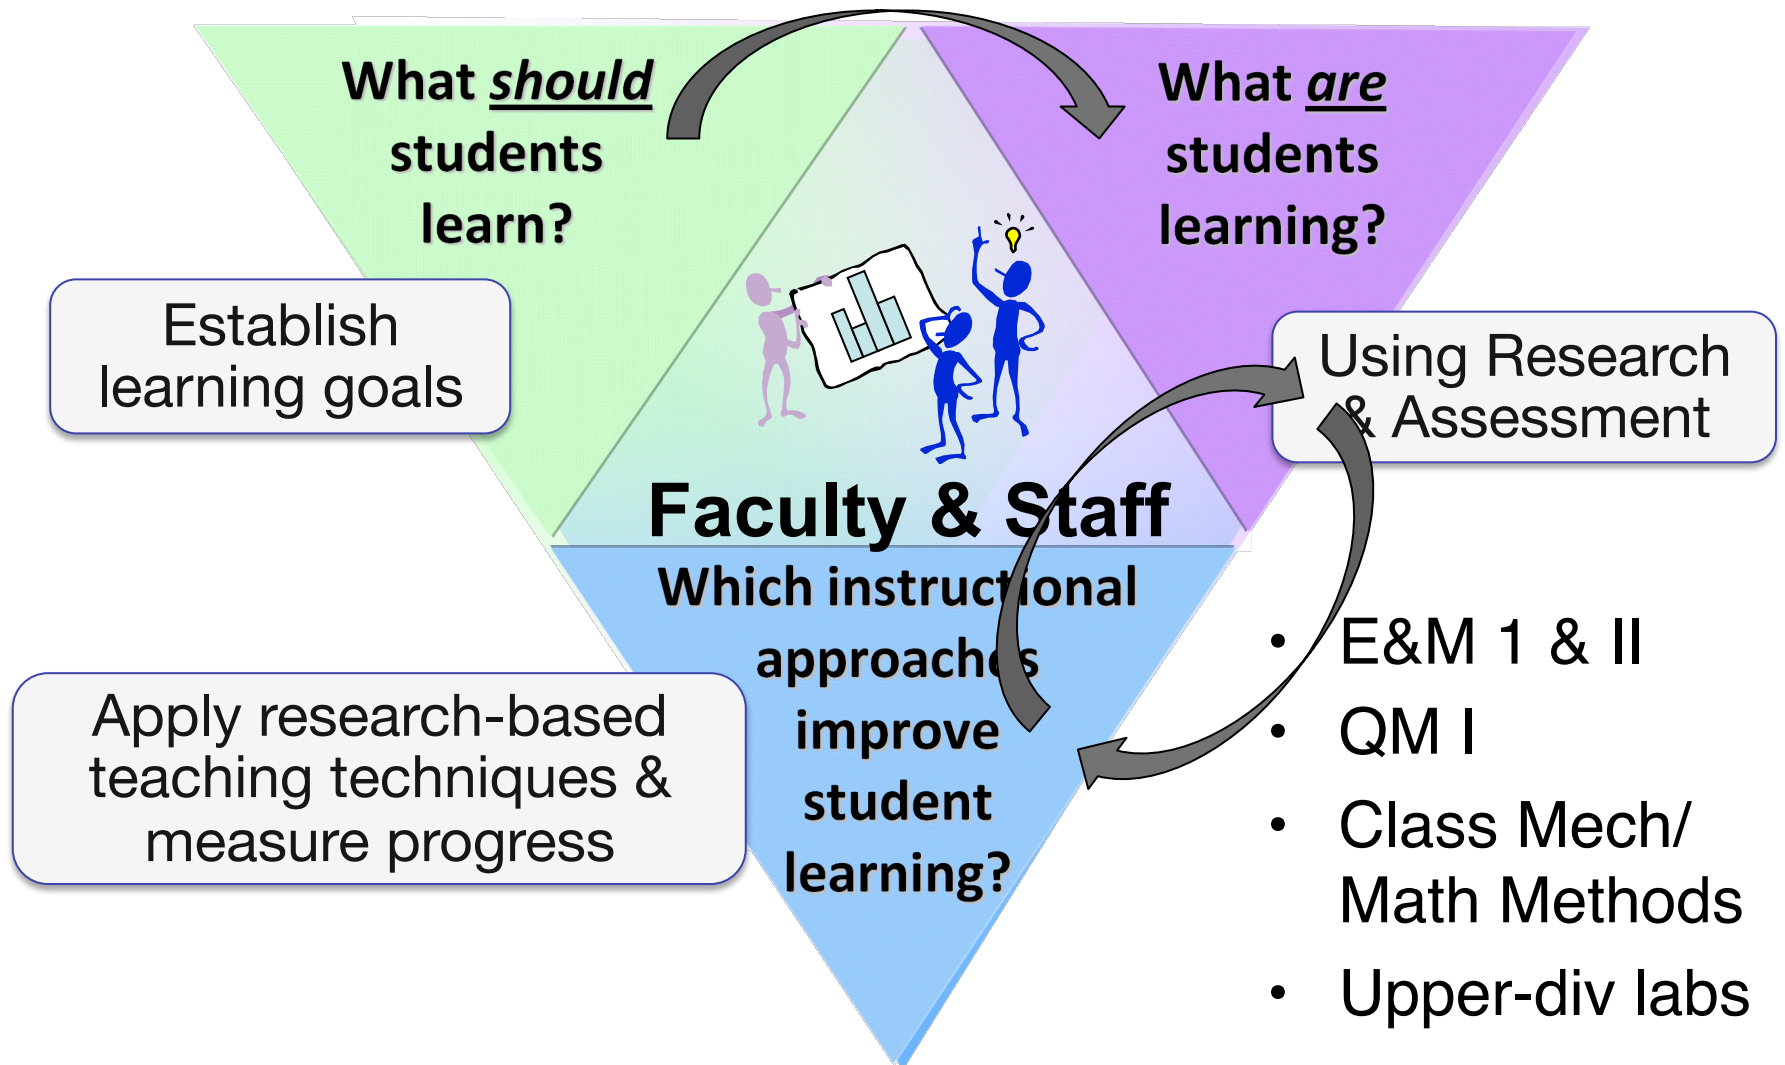 What should
students
learn?
What are
students
learning?
Establish
learning goals
Using Research
& Assessment
Faculty & Staff
Which instructional
approaches
improve
student
learning?
Apply research-based
teaching techniques &
measure progress
• E&M 1 & II
• QM I
• Class Mech/
Math Methods
• Upper-div labs